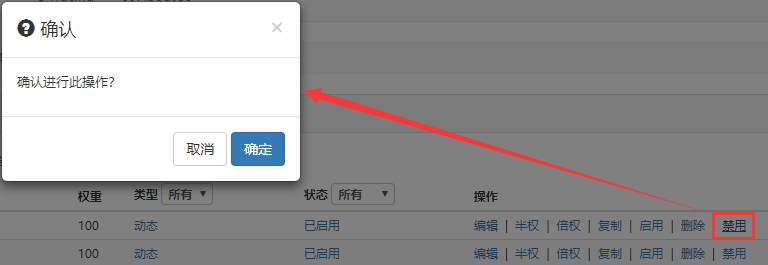 确认
×
确认进行此操作?
取消 确定
权重 类型 所有 状态 所有 操作
100 动态 已启用 编辑 | 半权 | 倍权 | 复制 | 启用 | 删除 | 禁用
100 动态 已启用 编辑 | 半权 | 倍权 | 复制 | 启用 | 删除 | 禁用